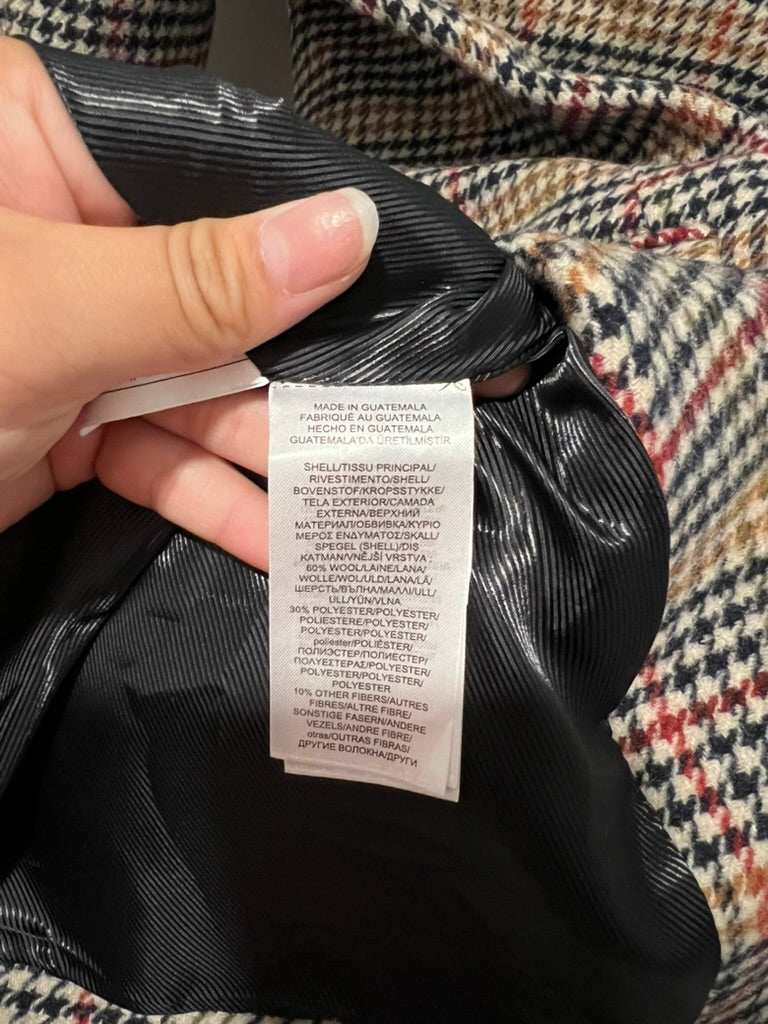 MADE IN GUATEMALA
FABRIQUÉ AU GUATEMALA
HECHO EN GUATEMALA
GUATEMALA'DA ÜRETİLMİŞTİR
SHELL/TISSU PRINCIPAL/
RIVESTIMENTO/SHELL/
BOVENSTOF/KROPSSTYKKE/
TELA EXTERIOR/CAMADA
EXTERNA/ВЕРХНИЙ
МАТЕРИАЛ/ОБВИВКА/ΚΥΡΙΟ
ΜΕΡΟΣ ΕΝΔΥΜΑΤΟΣ/SKALL/
SPEGEL (SHELL)/DIŞ
KATMAN/VNĚJŠÍ VRSTVA :
60% WOOL/LAINE/LANA/
WOLLE/WOL/ULD/LANA/LÃ/
ШЕРСТЬ/ВЪЛНА/ΜΑΛΛΙ/ULL/
ULL/YÜN/VLNA
30% POLYESTER/POLYESTER/
POLIESTERE/POLYESTER/
POLYESTER/POLYESTER/
poliéster/POLIÉSTER/
ПОЛИЭСТЕР/ПОЛИЕСТЕР/
ΠΟΛΥΕΣΤΕΡΑΣ/POLYESTER/
POLYESTER/POLYESTER/
POLYESTER
10% OTHER FIBERS/AUTRES
FIBRES/ALTRE FIBRE/
SONSTIGE FASERN/ANDERE
VEZELS/ANDRE FIBRE/
otras/OUTRAS FIBRAS/
ДРУГИЕ ВОЛОКНА/ДРУГИ